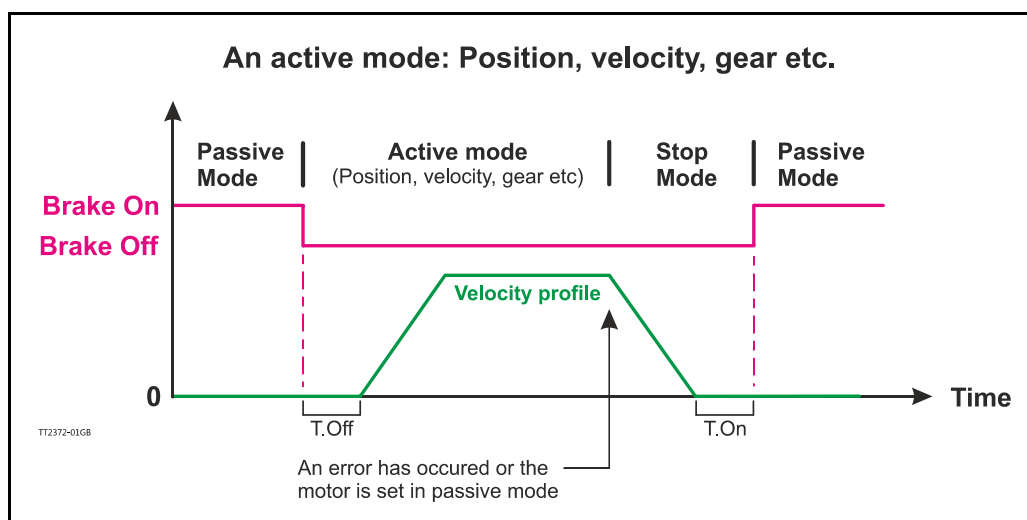 An active mode: Position, velocity, gear etc.
Passive
Mode
Active mode
(Position, velocity, gear etc)
Stop
Mode
Passive
Mode
Brake On
Brake Off
Velocity profile
0
Time
T.Off
T.On
TT2372-01GB
An error has occured or the
motor is set in passive mode